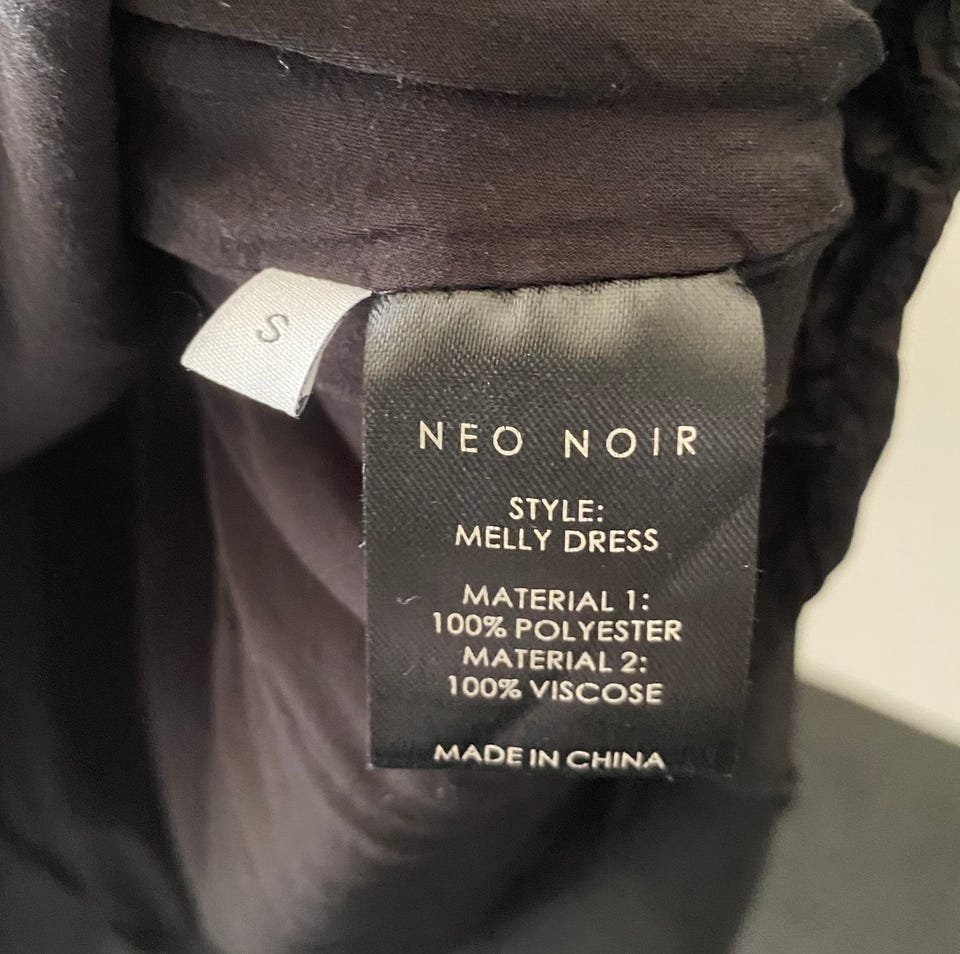 S
NEO NOIR
STYLE:
MELLY DRESS
MATERIAL 1:
100% POLYESTER
MATERIAL 2:
100% VISCOSE
MADE IN CHINA